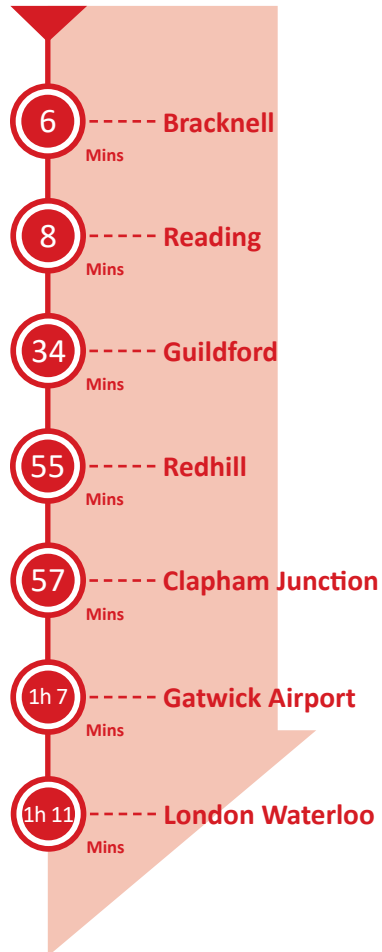 6 Bracknell
Mins
8 Reading
Mins
34 Guildford
Mins
55 Redhill
Mins
57 Clapham Junction
Mins
1h 7 Gatwick Airport
Mins
1h 11 London Waterloo
Mins